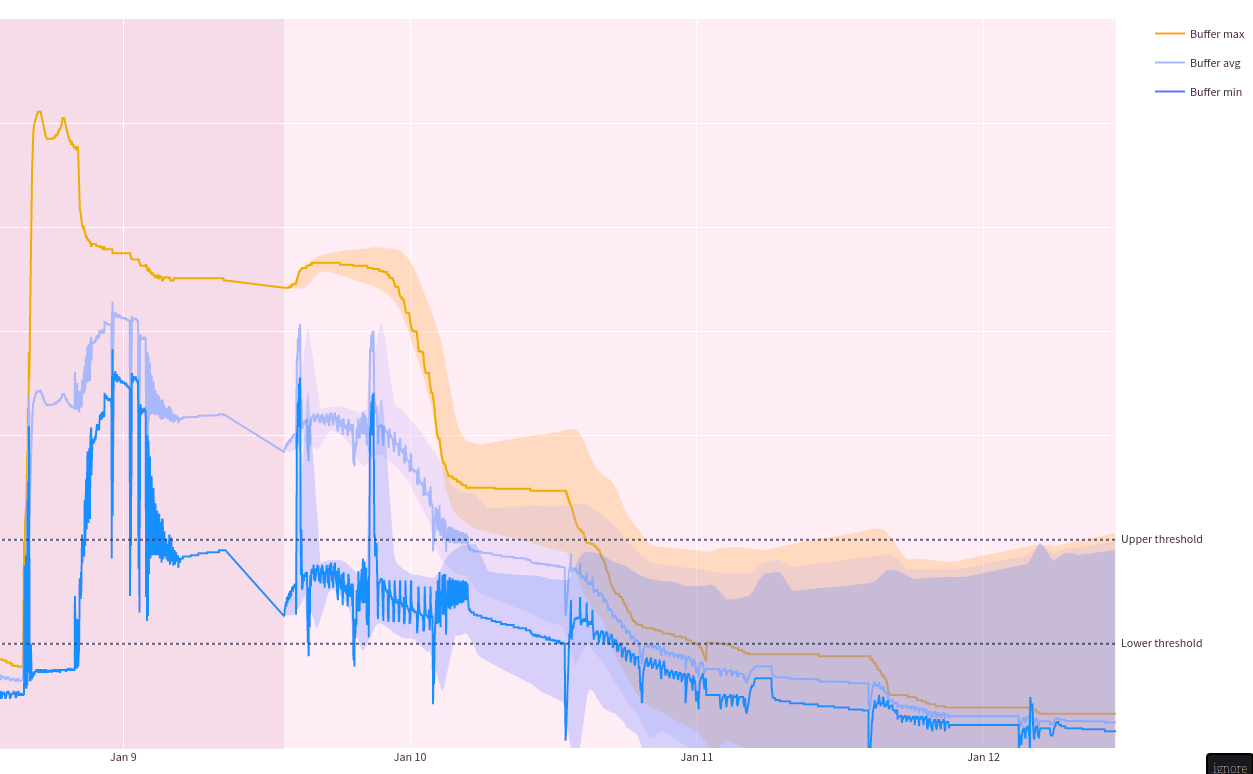 Buffer max
Buffer avg
Buffer min
Upper threshold
Lower threshold
Jan 9
Jan 10
Jan 11
Jan 12
ignore